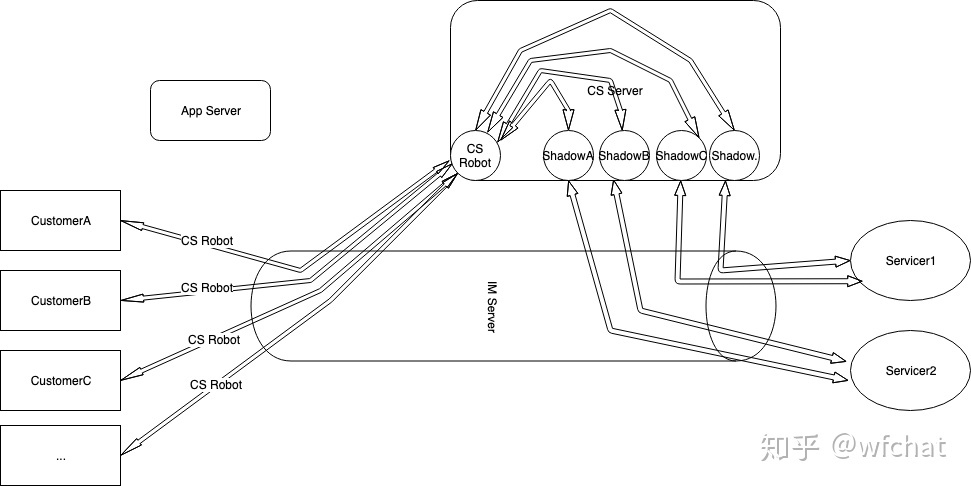 App Server
CS Server
CS
Robot
ShadowA
ShadowB
ShadowC
Shadow.
CustomerA
CS Robot
CustomerB
CS Robot
CustomerC
CS Robot
...
CS Robot
IM Server
Servicer1
Servicer2
知乎 @wfchat